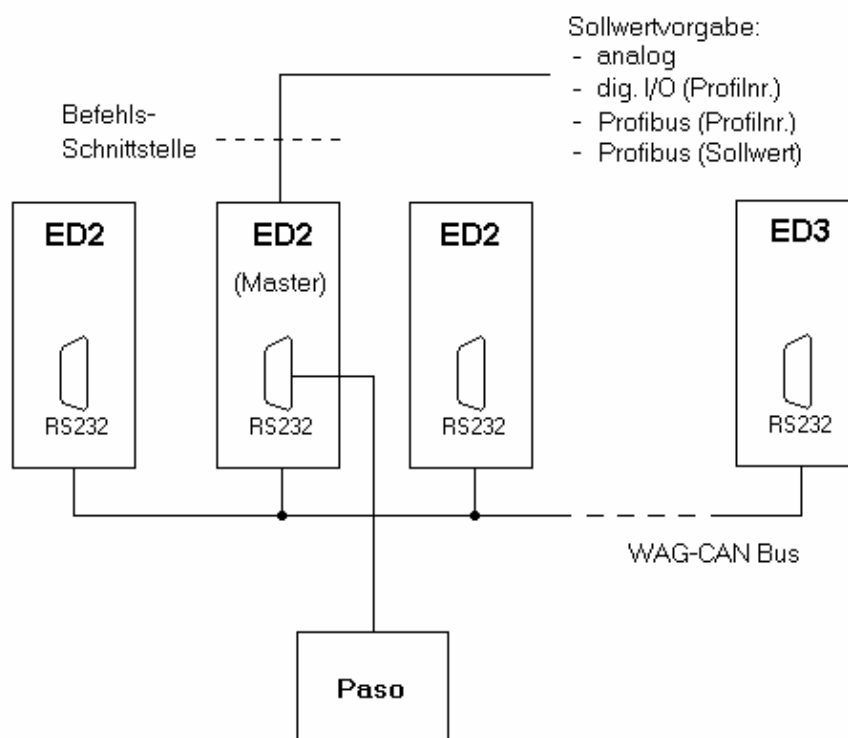 Sollwertvorgabe:
- analog
- dig. I/O (Profilnr.)
- Profibus (Profilnr.)
- Profibus (Sollwert)
Befehls-
Schnittstelle
ED2
RS232
ED2
(Master)
RS232
ED2
RS232
ED3
RS232
WAG-CAN Bus
Paso